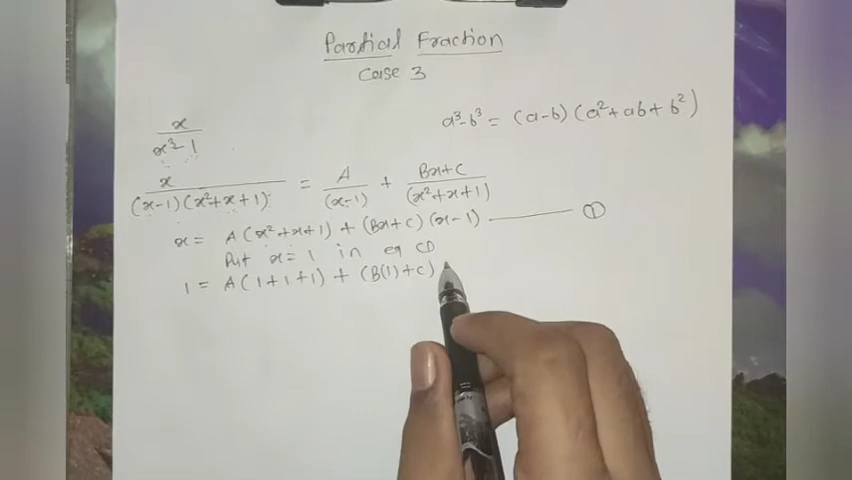 Partial Fraction
Case 3
a³-b³ = (a-b)(a²+ab+b²)
x/(x³-1)
x/((x-1)(x²+x+1)) = A/(x-1) + (Bx+C)/(x²+x+1)
x = A(x²+x+1) + (Bx+C)(x-1) ——— ①
Put x=1 in eq ①
1 = A(1+1+1) + (B(1)+C)